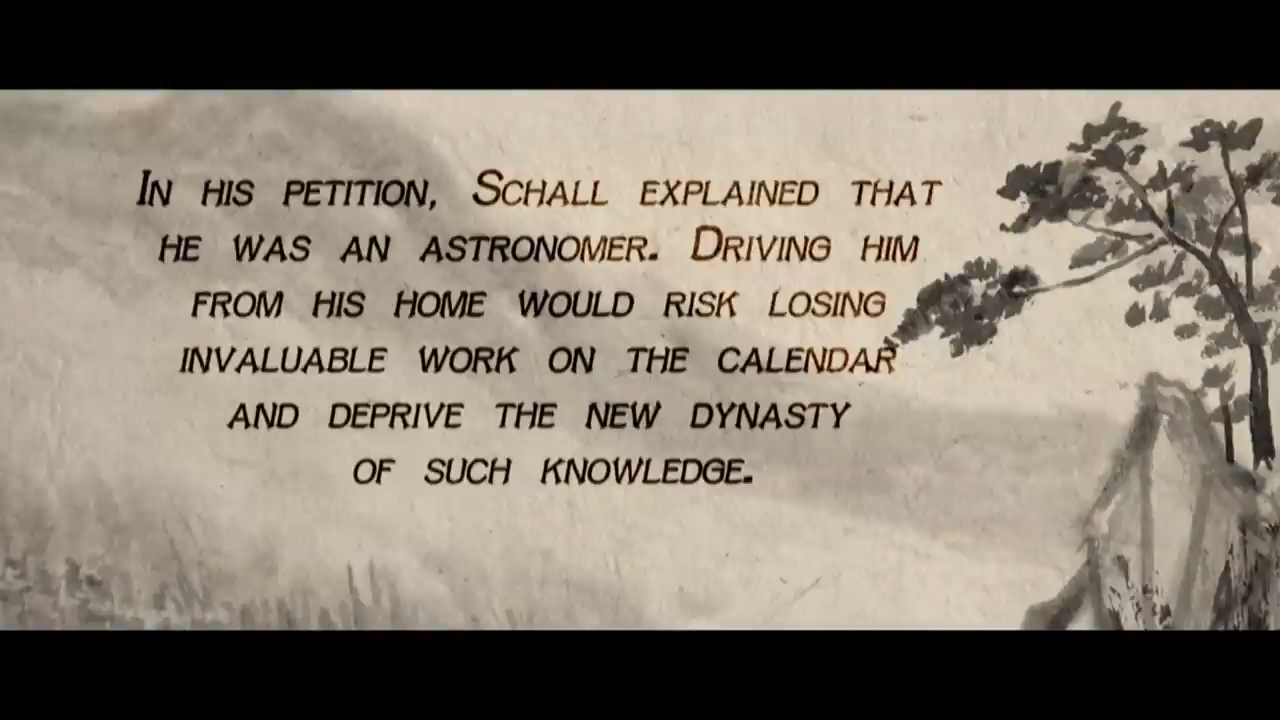 In his petition, Schall explained that
he was an astronomer. Driving him
from his home would risk losing
invaluable work on the calendar
and deprive the new dynasty
of such knowledge.